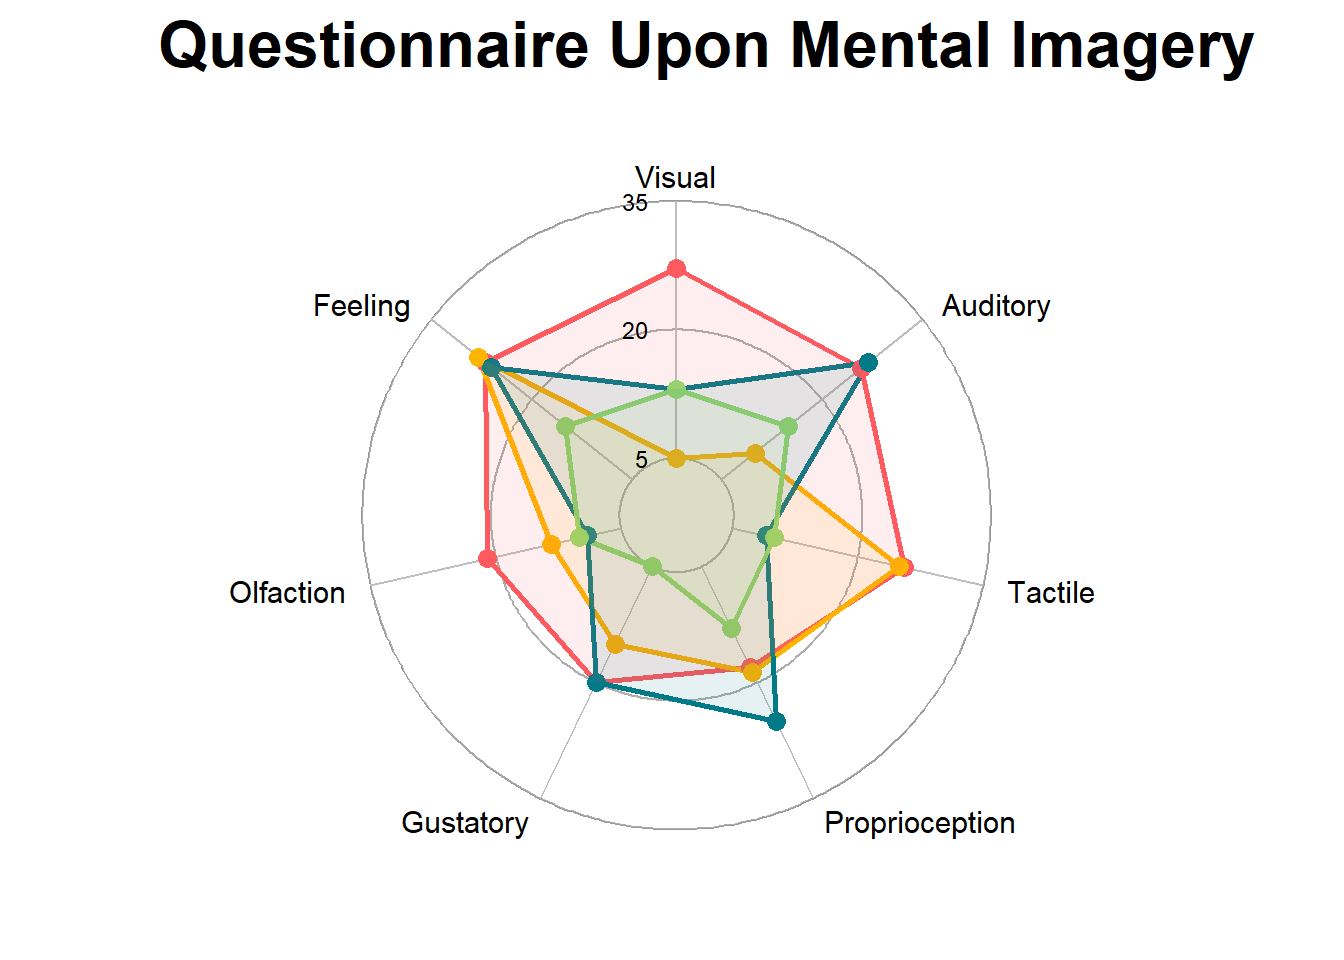 Questionnaire Upon Mental Imagery
Visual
35
Feeling
Auditory
20
5
Olfaction
Tactile
Gustatory
Proprioception